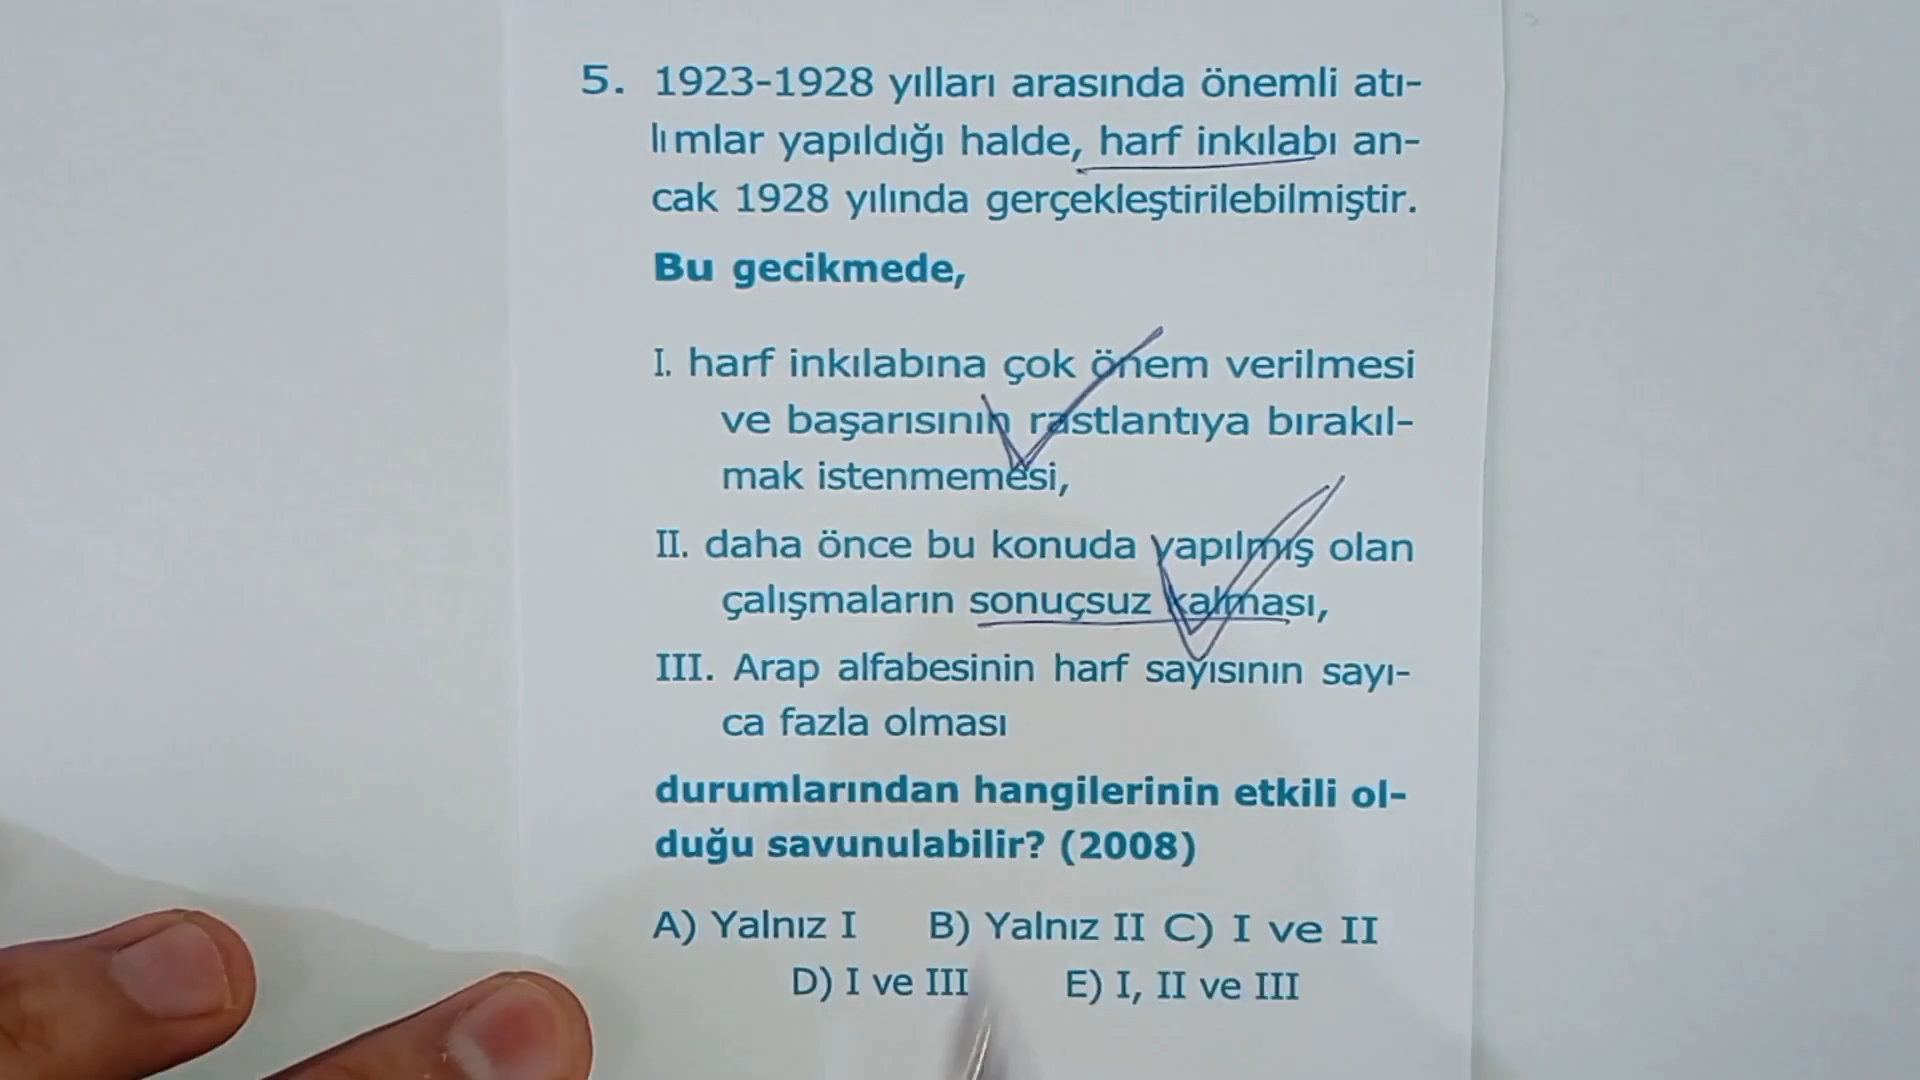 5. 1923-1928 yılları arasında önemli atı-
lımlar yapıldığı halde, harf inkılabı an-
cak 1928 yılında gerçekleştirilebilmiştir.
Bu gecikmede,
I. harf inkılabına çok önem verilmesi
ve başarısının rastlantıya bırakıl-
mak istenmemesi,
II. daha önce bu konuda yapılmış olan
çalışmaların sonuçsuz kalması,
III. Arap alfabesinin harf sayısının sayı-
ca fazla olması
durumlarından hangilerinin etkili ol-
duğu savunulabilir? (2008)
A) Yalnız I B) Yalnız II C) I ve II
D) I ve III E) I, II ve III